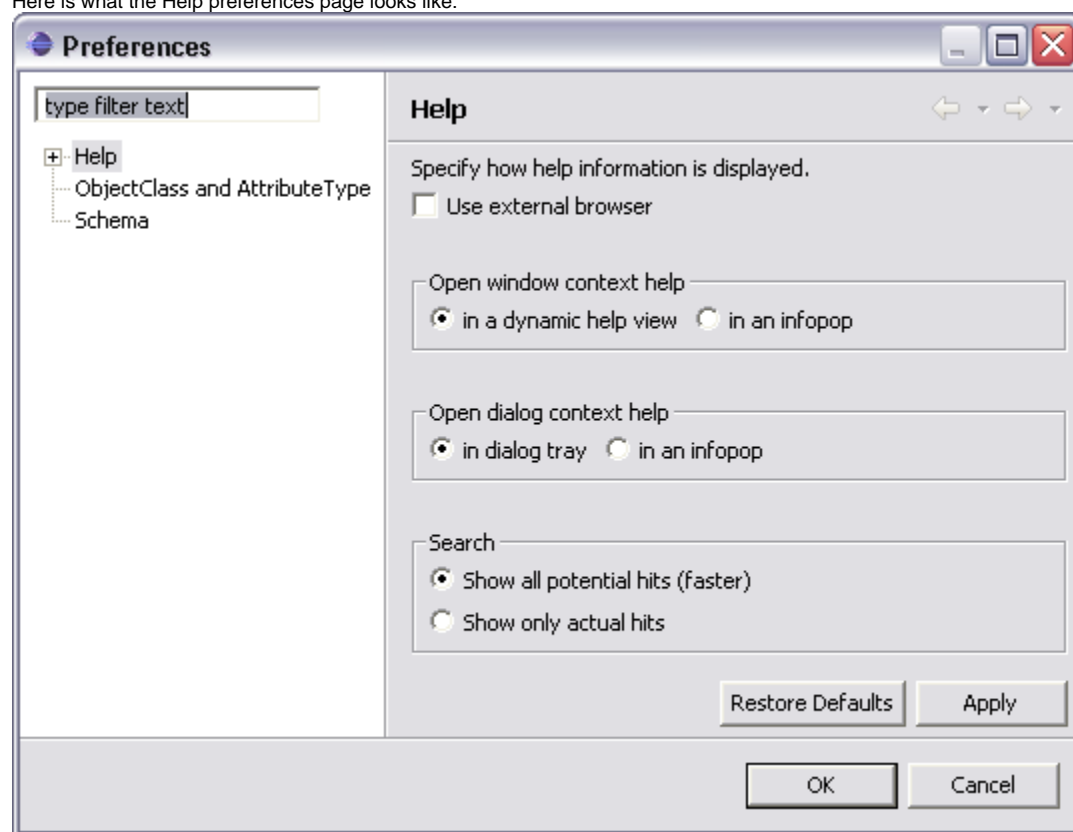 Here is what the Help preferences page looks like:
Preferences
type filter text
Help
ObjectClass and AttributeType
Schema
Help
Specify how help information is displayed.
Use external browser
Open window context help
in a dynamic help view in an infopop
Open dialog context help
in dialog tray in an infopop
Search
Show all potential hits (faster)
Show only actual hits
Restore Defaults Apply
OK Cancel